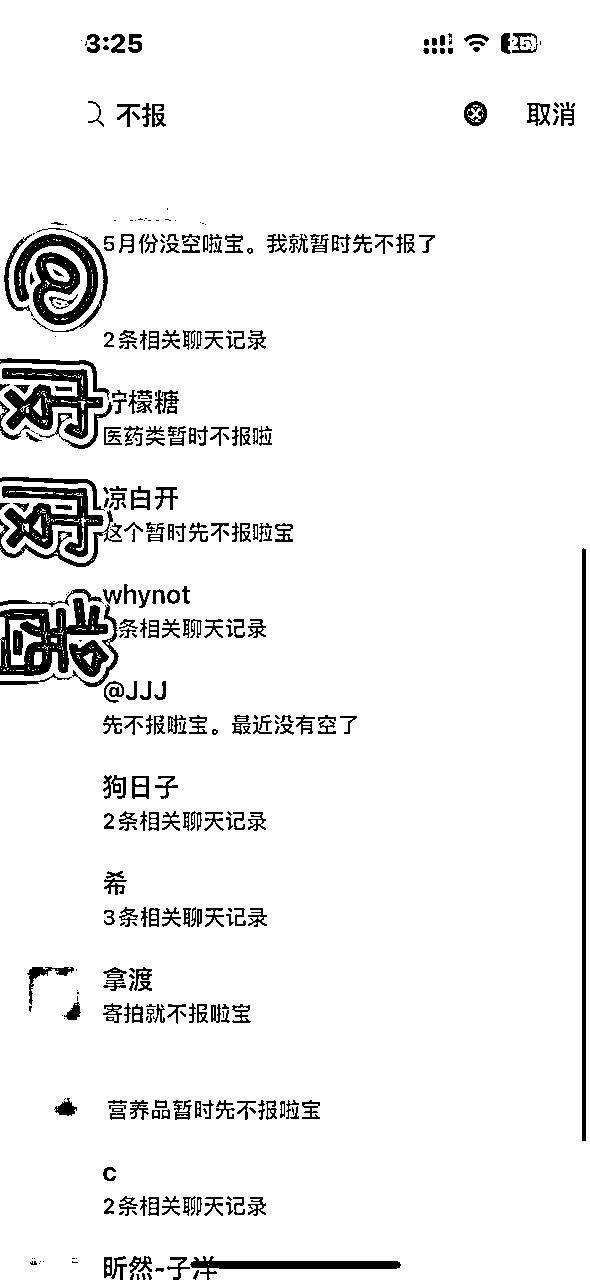 3:25
25
不报
取消
5月份没空啦宝。我就暂时先不报了
2条相关聊天记录
柠檬糖
医药类暂时不报啦
凉白开
这个暂时先不报啦宝
whynot
条相关聊天记录
@JJJ
先不报啦宝。最近没有空了
狗日子
2条相关聊天记录
希
3条相关聊天记录
拿渡
寄拍就不报啦宝
营养品暂时先不报啦宝
c
2条相关聊天记录
昕然-子洋